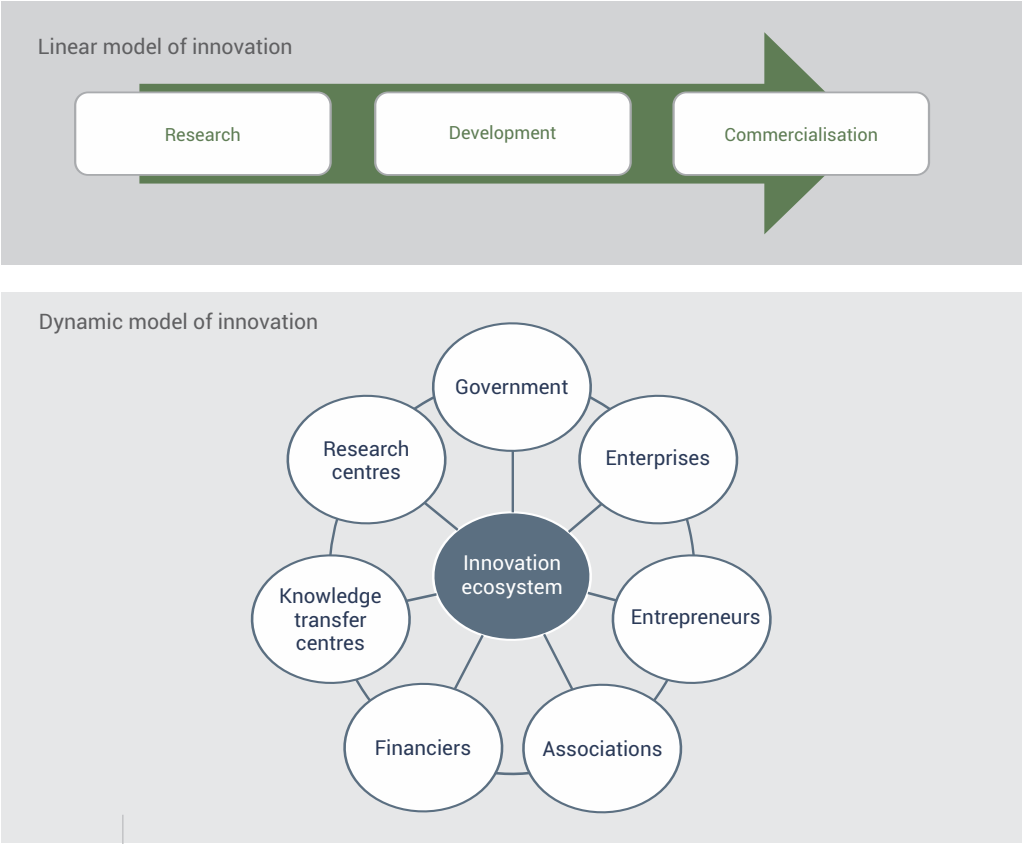 Linear model of innovation
Research
Development
Commercialisation
Dynamic model of innovation
Government
Research
centres
Enterprises
Innovation
ecosystem
Knowledge
transfer
centres
Entrepreneurs
Financiers
Associations